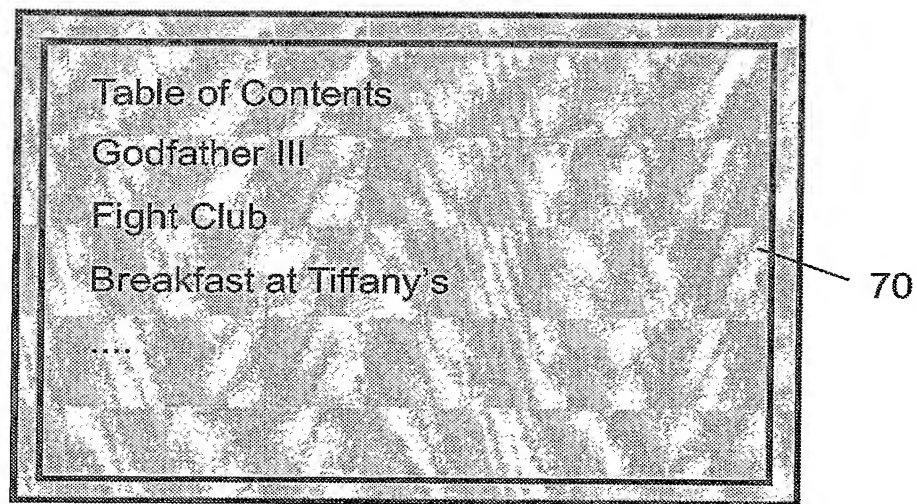 Table of Contents
Godfather III
Fight Club
Breakfast at Tiffany's
....
70